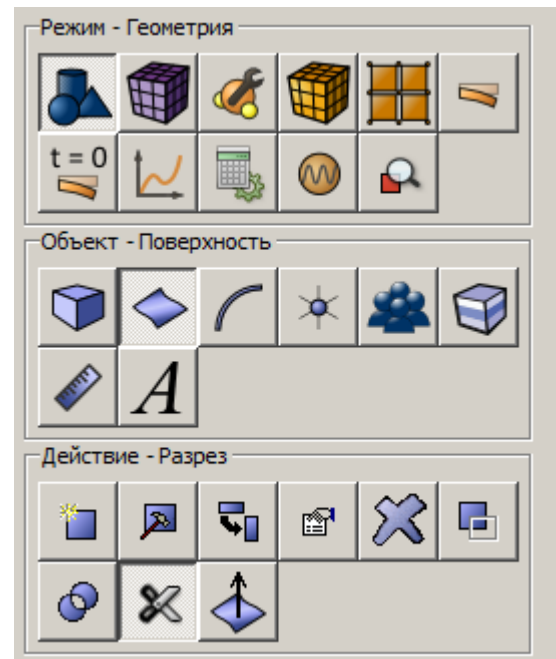 Режим - Геометрия
t = 0
Объект - Поверхность
A
Действие - Разрез